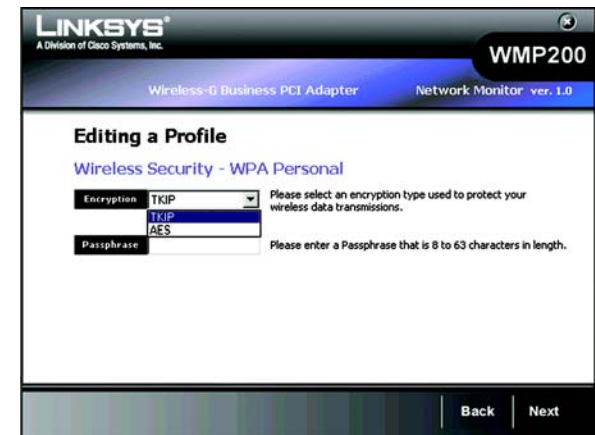 LINKSYS®
A Division of Cisco Systems, Inc.
WMP200
Wireless-G Business PCI Adapter Network Monitor ver. 1.0
Editing a Profile
Wireless Security - WPA Personal
Encryption TKIP Please select an encryption type used to protect your
wireless data transmissions.
TKIP
AES
Passphrase Please enter a Passphrase that is 8 to 63 characters in length.
Back Next